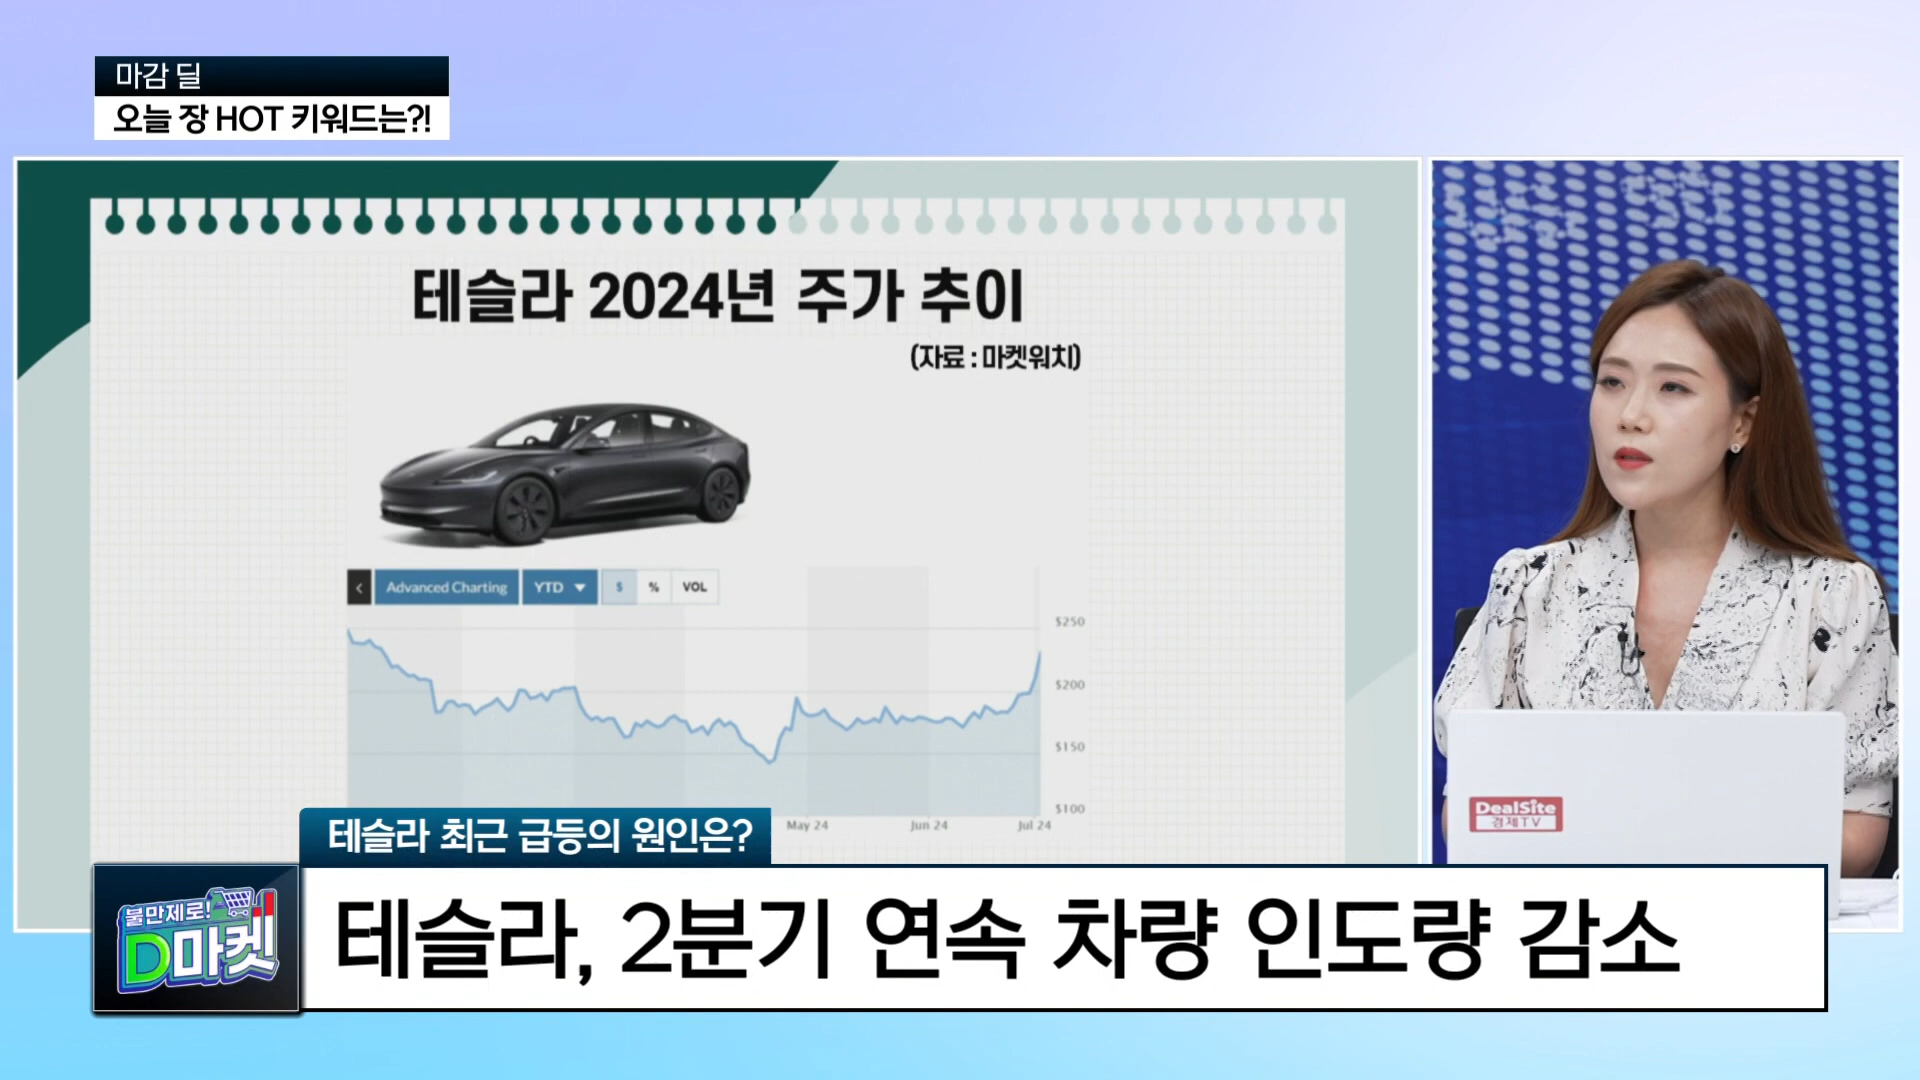 마감 딜
오늘 장 HOT 키워드는?!
테슬라 2024년 주가 추이
(자료 : 마켓워치)
Advanced Charting YTD $ % VOL
$250
$200
$150
$100
May 24 Jun 24 Jul 24
DealSite
경제TV
테슬라 최근 급등의 원인은?
불만제로!
D마켓
테슬라, 2분기 연속 차량 인도량 감소